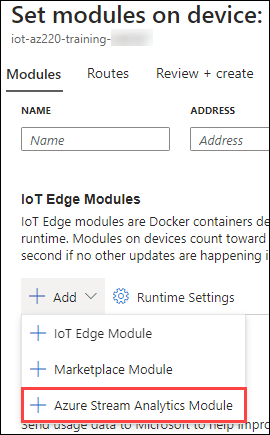 Set modules on device:
iot-az220-training-
Modules Routes Review + create
NAME ADDRESS
Name Address
IoT Edge Modules
IoT Edge modules are Docker containers de
runtime. Modules on devices count toward
second if no other updates are happening i
+ Add Runtime Settings
+ IoT Edge Module
+ Marketplace Module
+ Azure Stream Analytics Module
Send usage data to Microsoft to help improv